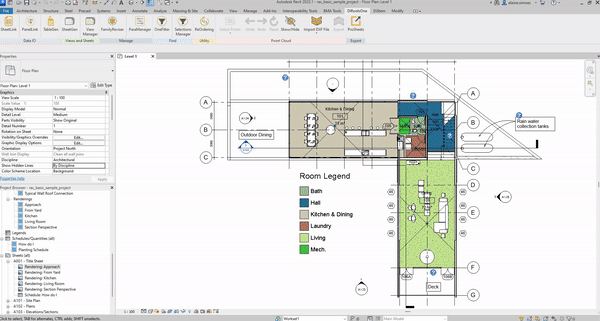 Autodesk Revit 2023.1 - rac_basic_sample_project - Floor Plan: Level 1
File
Architecture
Structure
Steel
Precast
Systems
Insert
Annotate
Analyze
Massing & Site
Collaborate
View
Manage
Add-Ins
Interoperability Tools
BIM Tools
DiRootsOne
Modify
SheetLink
PointLink
TableGen
SheetGen
View Manager
FamilyReviser
ParaManager
OneFilter
Selections Manager
ReOrdering
Import E57 File
Settings
ProSheets
Data IO
Views and Sheets
Manage
Find
Utility
Point Cloud
Export
Properties
Level 1
Floor Plan
Floor Plan: Level 1
Edit Type
Graphics
View Scale
1 : 100
Scale Value 1:
100
Display Model
Normal
Detail Level
Medium
Parts Visibility
Show Original
Detail Number
Rotation on Sheet
None
Visibility/Graphics Overrides
Edit...
Graphic Display Options
Edit...
Orientation
Project North
Wall Join Display
Clean all wall joins
Discipline
Architectural
Show Hidden Lines
By Discipline
Color Scheme Location
Background
Properties help
Apply
Project Browser - rac_basic_sample_project
Typical Wall Roof Connection
Renderings
Approach
From Yard
Kitchen
Living Room
Section Perspective
Legends
Schedules/Quantities (all)
How do I
Planting Schedule
Sheets (all)
A001 - Title Sheet
Rendering: Approach
Rendering: From Yard
Rendering: Kitchen
Rendering: Living Room
Rendering: Section Perspective
Schedule: How do I
A101 - Site Plan
A102 - Plans
A
B
C
Kitchen & Dining
101
Outdoor Dining
Rain water
collection tanks
A
B
C
D
E
F
G
Room Legend
Bath
Hall
Kitchen & Dining
Laundry
Living
Mech.
Deck
1 : 100
Click to select, TAB for alternates, CTRL adds, SHIFT unselects.
Workset1
Main Model